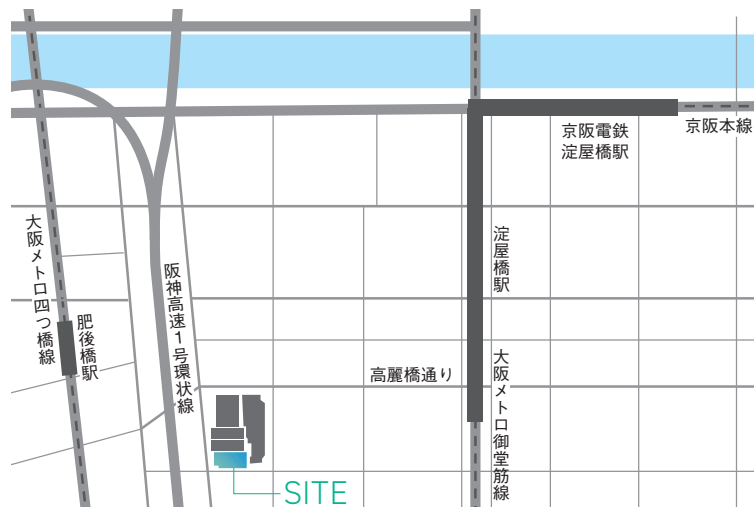 京阪電鉄
淀屋橋駅
京阪本線
大阪メトロ四つ橋線
肥後橋駅
阪神高速1号環状線
淀屋橋駅
高麗橋通り
大阪メトロ御堂筋線
SITE